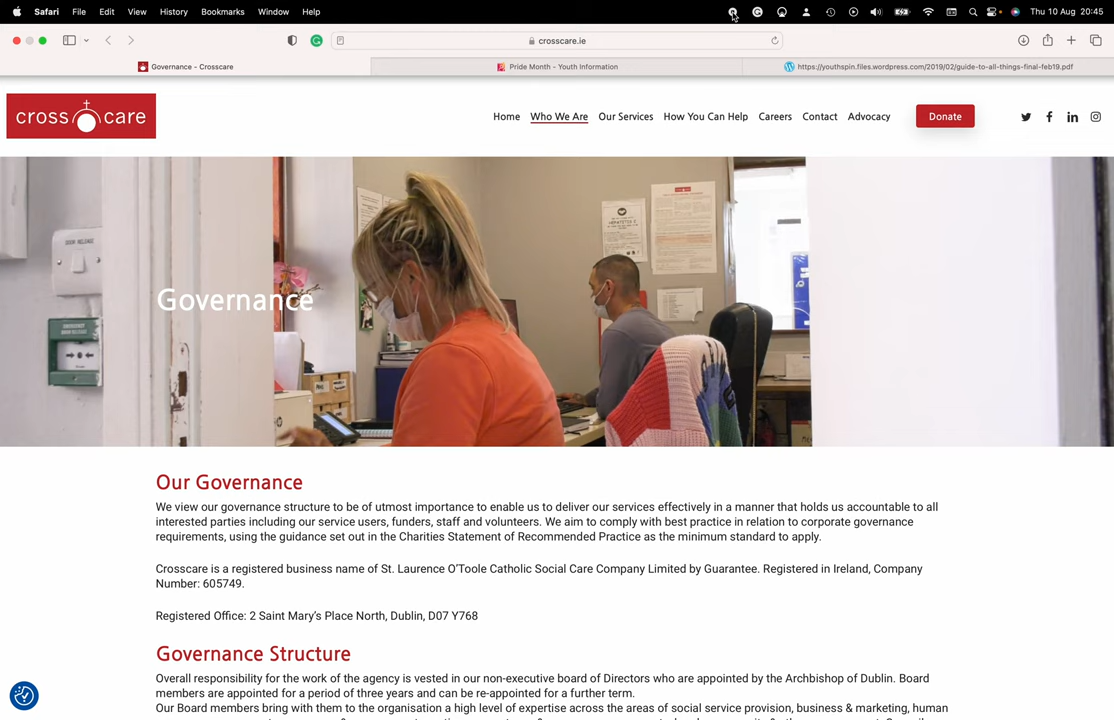 Safari File Edit View History Bookmarks Window Help Thu 10 Aug 20:45
crosscare.ie
Governance - Crosscare
Pride Month - Youth Information
https://youthspin.files.wordpress.com/2019/02/guide-to-all-things-final-feb19.pdf
cross care
Home Who We Are Our Services How You Can Help Careers Contact Advocacy Donate
DOOR RELEASE
Governance
Our Governance
We view our governance structure to be of utmost importance to enable us to deliver our services effectively in a manner that holds us accountable to all
interested parties including our service users, funders, staff and volunteers. We aim to comply with best practice in relation to corporate governance
requirements, using the guidance set out in the Charities Statement of Recommended Practice as the minimum standard to apply.
Crosscare is a registered business name of St. Laurence O'Toole Catholic Social Care Company Limited by Guarantee. Registered in Ireland, Company
Number: 605749.
Registered Office: 2 Saint Mary's Place North, Dublin, D07 Y768
Governance Structure
Overall responsibility for the work of the agency is vested in our non-executive board of Directors who are appointed by the Archbishop of Dublin. Board
members are appointed for a period of three years and can be re-appointed for a further term.
Our Board members bring with them to the organisation a high level of expertise across the areas of social service provision, business & marketing, human